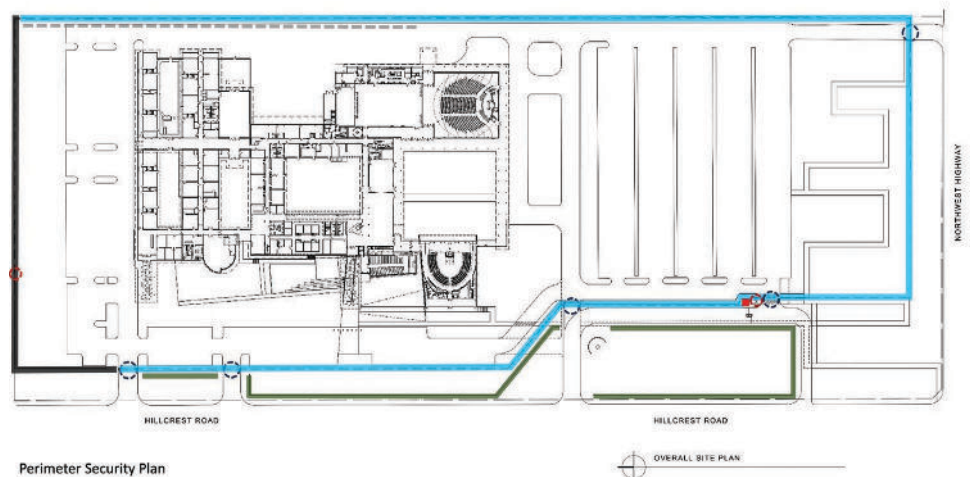 NORTHWEST HIGHWAY
HILLCREST ROAD
HILLCREST ROAD
OVERALL SITE PLAN
Perimeter Security Plan